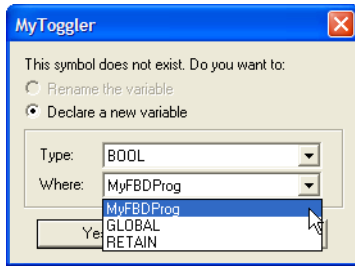 MyToggler
This symbol does not exist. Do you want to:
Rename the variable
Declare a new variable
Type: BOOL
Where: MyFBDProg
MyFBDProg
GLOBAL
RETAIN